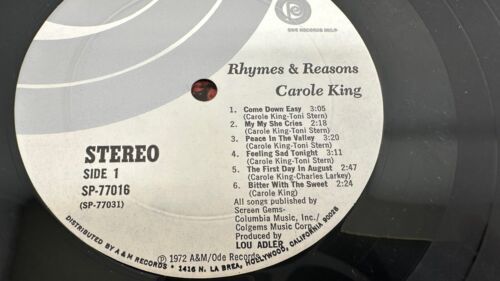 ODE RECORDS INC.
Rhymes & Reasons
Carole King
1. Come Down Easy 3:05
(Carole King-Toni Stern)
2. My My She Cries 2:18
(Carole King-Toni Stern)
3. Peace In The Valley 3:20
(Carole King-Toni Stern)
4. Feeling Sad Tonight 3:11
(Carole King-Toni Stern)
5. The First Day In August 2:47
(Carole King-Charles Larkey)
6. Bitter With The Sweet 2:24
(Carole King)
STEREO
SIDE 1
SP-77016
(SP-77031)
All songs published by
Screen Gems-
Columbia Music, Inc./
Colgems Music Corp.
Produced by
LOU ADLER
Ⓟ 1972 A&M/Ode Records
DISTRIBUTED BY A & M RECORDS • 1416 N. LA BREA, HOLLYWOOD, CALIFORNIA 90028